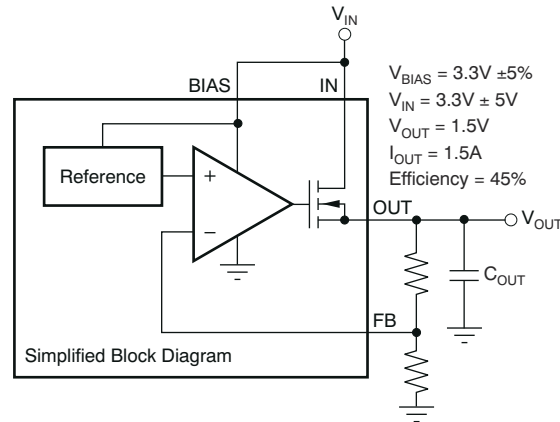 V_IN
BIAS
IN
V_BIAS = 3.3V ±5%
V_IN = 3.3V ± 5V
V_OUT = 1.5V
I_OUT = 1.5A
Efficiency = 45%
Reference
+
−
OUT
V_OUT
C_OUT
FB
Simplified Block Diagram